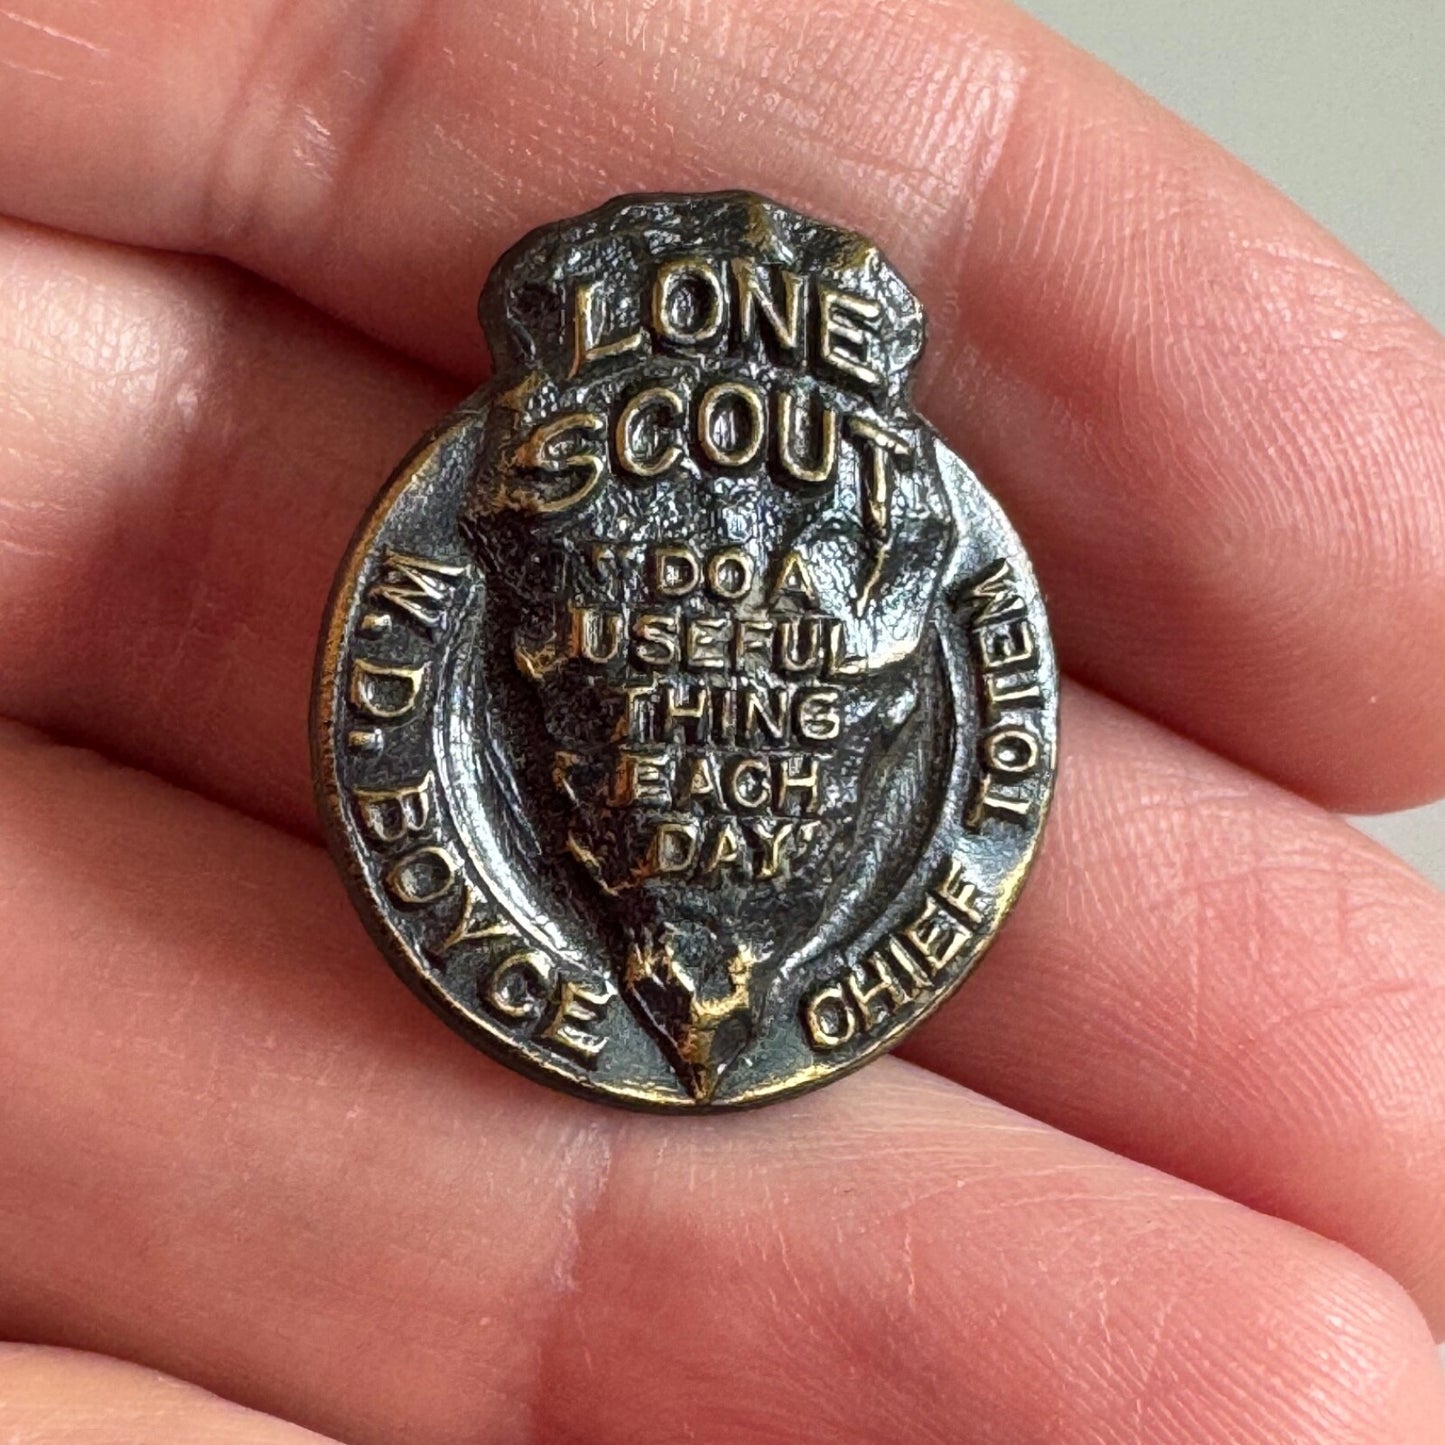 LONE
SCOUT
"DO A
USEFUL
THING
EACH
DAY"
W.D. BOYCE
CHIEF TOTEM